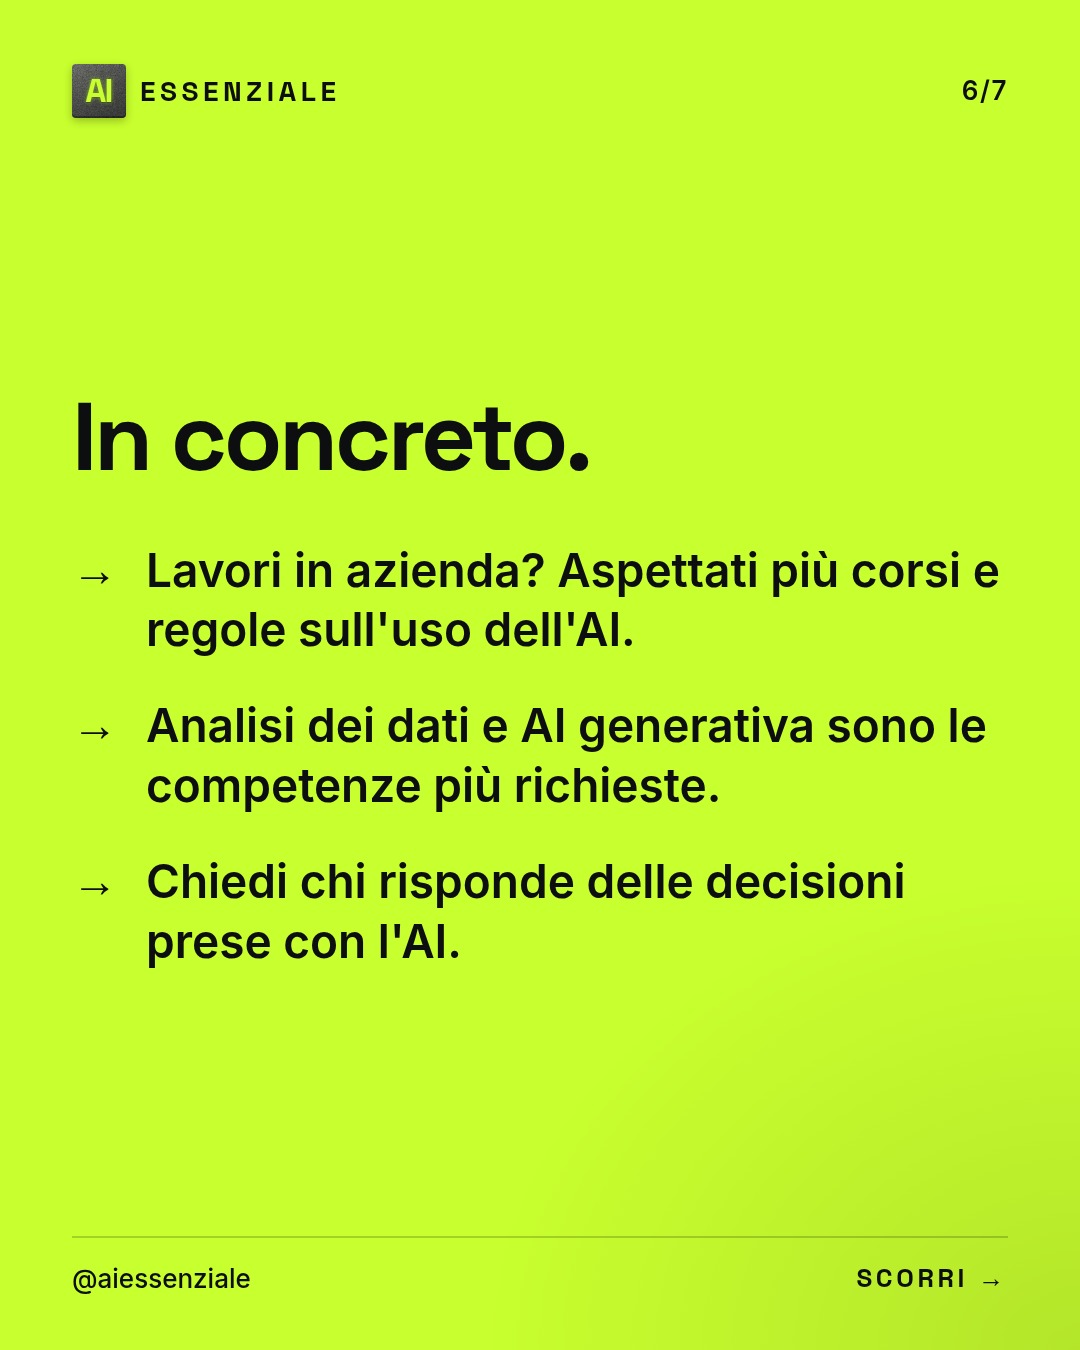 AI ESSENZIALE
6/7
In concreto.
→ Lavori in azienda? Aspettati più corsi e
regole sull'uso dell'AI.
→ Analisi dei dati e AI generativa sono le
competenze più richieste.
→ Chiedi chi risponde delle decisioni
prese con l'AI.
@aiessenziale
SCORRI →